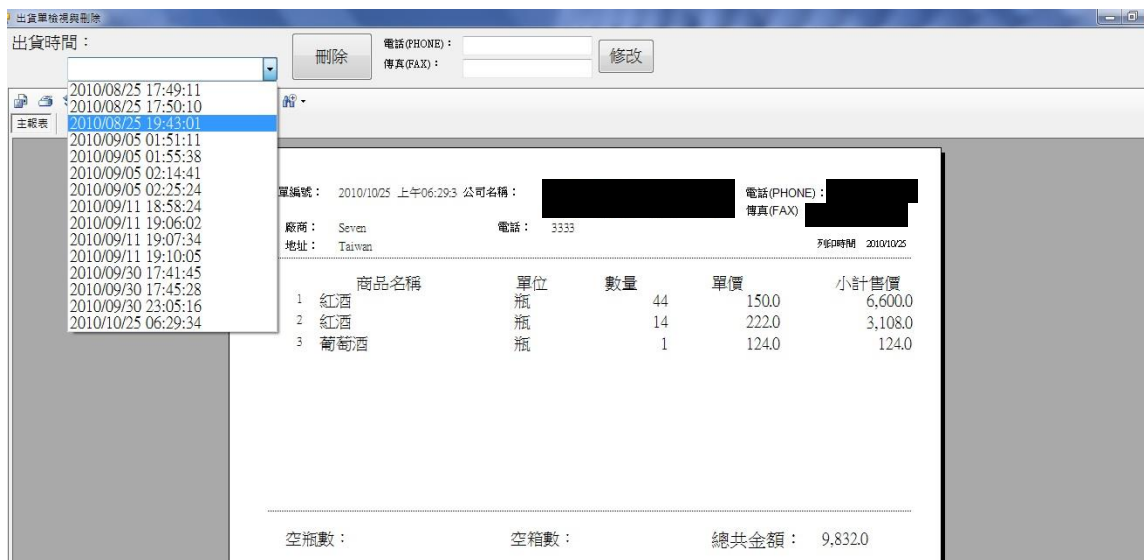 出貨單檢視與刪除
出貨時間：
刪除
電話(PHONE)：
傳真(FAX)：
修改
2010/08/25 17:49:11
2010/08/25 17:50:10
2010/08/25 19:43:01
2010/09/05 01:51:11
2010/09/05 01:55:38
2010/09/05 02:14:41
2010/09/05 02:25:24
2010/09/11 18:58:24
2010/09/11 19:06:02
2010/09/11 19:07:34
2010/09/11 19:10:05
2010/09/30 17:41:45
2010/09/30 17:45:28
2010/09/30 23:05:16
2010/10/25 06:29:34
主報表
單編號： 2010/10/25 上午06:29:3 公司名稱： 電話(PHONE)：
傳真(FAX)
廠商： Seven 電話： 3333
地址： Taiwan 列印時間 2010/10/25
商品名稱 單位 數量 單價 小計售價
1 紅酒 瓶 44 150.0 6,600.0
2 紅酒 瓶 14 222.0 3,108.0
3 葡萄酒 瓶 1 124.0 124.0
空瓶數： 空箱數： 總共金額： 9,832.0